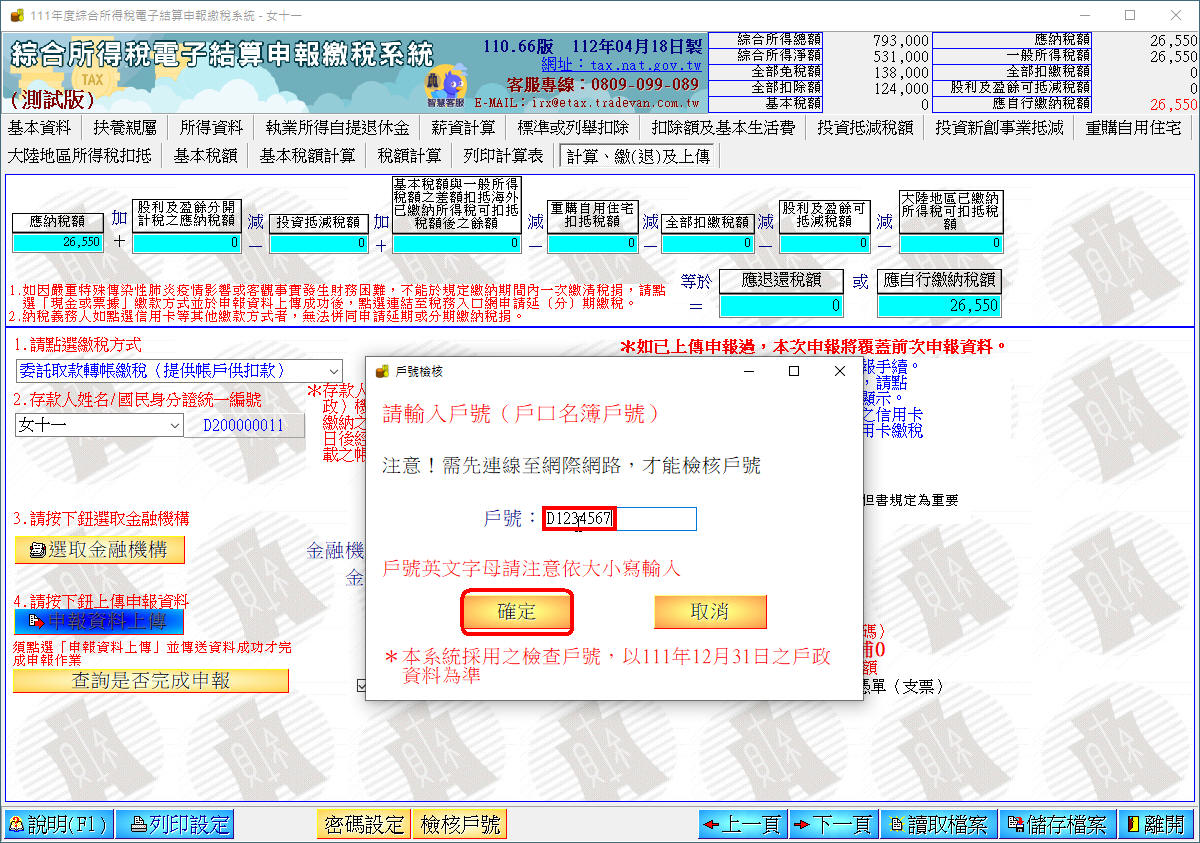 111年度綜合所得稅電子結算申報繳稅系統 - 女十一
綜合所得稅電子結算申報繳稅系統
TAX
(測試版)
智慧客服
110.66版 112年04月18日製
網址：tax.nat.gov.tw
客服專線：0809-099-089
E-MAIL：irx@etax.tradevan.com.tw
綜合所得總額 793,000 應納稅額 26,550
綜合所得淨額 531,000 一般所得稅額 26,550
全部免稅額 138,000 全部扣繳稅額 0
全部扣除額 124,000 股利及盈餘可抵減稅額 0
基本稅額 0 應自行繳納稅額 26,550
基本資料 扶養親屬 所得資料 執業所得自提退休金 薪資計算 標準或列舉扣除 扣除額及基本生活費 投資抵減稅額 投資新創事業抵減 重購自用住宅
大陸地區所得稅扣抵 基本稅額 基本稅額計算 稅額計算 列印計算表 計算、繳(退)及上傳
應納稅額
26,550
加
＋
股利及盈餘分開
計稅之應納稅額
0
減
－
投資抵減稅額
0
加
＋
基本稅額與一般所得
稅額之差額扣抵海外
已繳納所得稅可扣抵
稅額後之餘額
0
減
－
重購自用住宅
扣抵稅額
0
減
－
全部扣繳稅額
0
減
－
股利及盈餘可
抵減稅額
0
減
－
大陸地區已繳納
所得稅可扣抵稅
額
0
1.如因嚴重特殊傳染性肺炎疫情影響或客觀事實發生財務困難，不能於規定繳納期間內一次繳清稅捐，請點
選「現金或票據」繳款方式並於申報資料上傳成功後，點選連結至稅務入口網申請延（分）期繳稅。
2.納稅義務人如點選信用卡等其他繳款方式者，無法併同申請延期或分期繳納稅捐。
等於
＝
應退還稅額
0
或
應自行繳納稅額
26,550
1.請點選繳稅方式
委託取款轉帳繳稅（提供帳戶供扣款）
2.存款人姓名/國民身分證統一編號
女十一 D200000011
＊存款人
政）機
繳納之
日後經
載之帳
＊如已上傳申報過，本次申報將覆蓋前次申報資料。
報手續。
，請點
顯示。
之信用卡
用卡繳稅
但書規定為重要
3.請按下鈕選取金融機構
選取金融機構
金融機
金
4.請按下鈕上傳申報資料
申報資料上傳
須點選「申報資料上傳」並傳送資料成功才完
成申報作業
查詢是否完成申報
碼）
補0
額
憑單（支票）
戶號檢核
請輸入戶號（戶口名簿戶號）
注意！需先連線至網際網路，才能檢核戶號
戶號： D1234567
戶號英文字母請注意依大小寫輸入
確定 取消
＊本系統採用之檢查戶號，以111年12月31日之戶政
資料為準
說明(F1) 列印設定 密碼設定 檢核戶號 上一頁 下一頁 讀取檔案 儲存檔案 離開